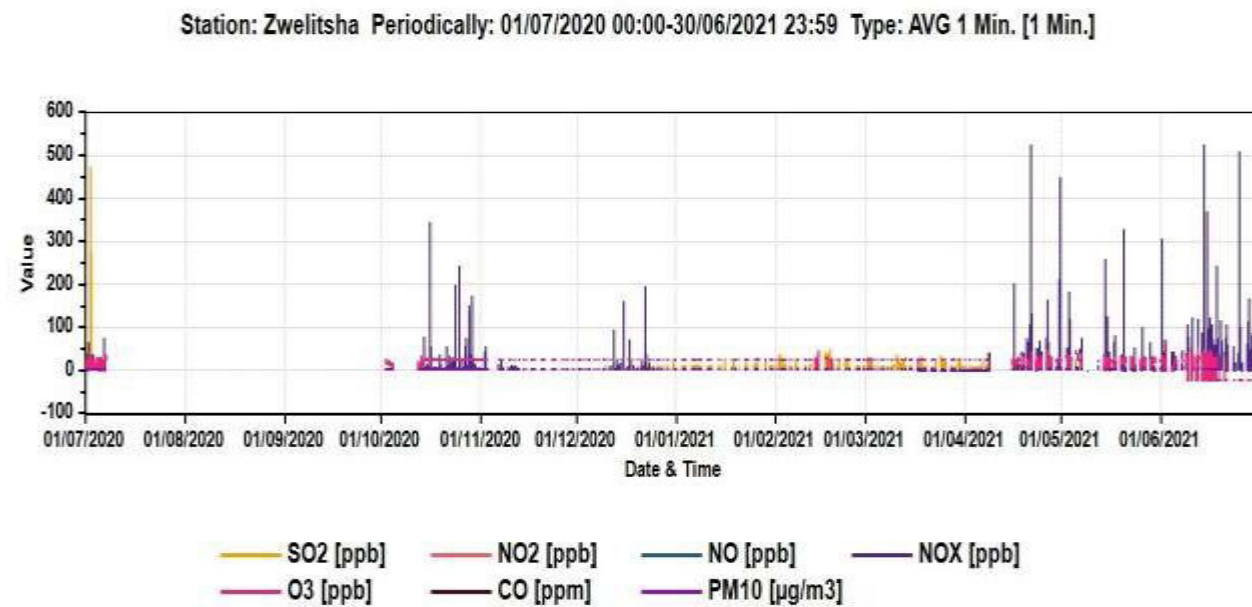 Station: Zwelitsha Periodically: 01/07/2020 00:00-30/06/2021 23:59 Type: AVG 1 Min. [1 Min.]
600
500
400
300
200
100
0
-100
Value
01/07/2020 01/08/2020 01/09/2020 01/10/2020 01/11/2020 01/12/2020 01/01/2021 01/02/2021 01/03/2021 01/04/2021 01/05/2021 01/06/2021
Date & Time
SO2 [ppb] NO2 [ppb] NO [ppb] NOX [ppb]
O3 [ppb] CO [ppm] PM10 [µg/m3]